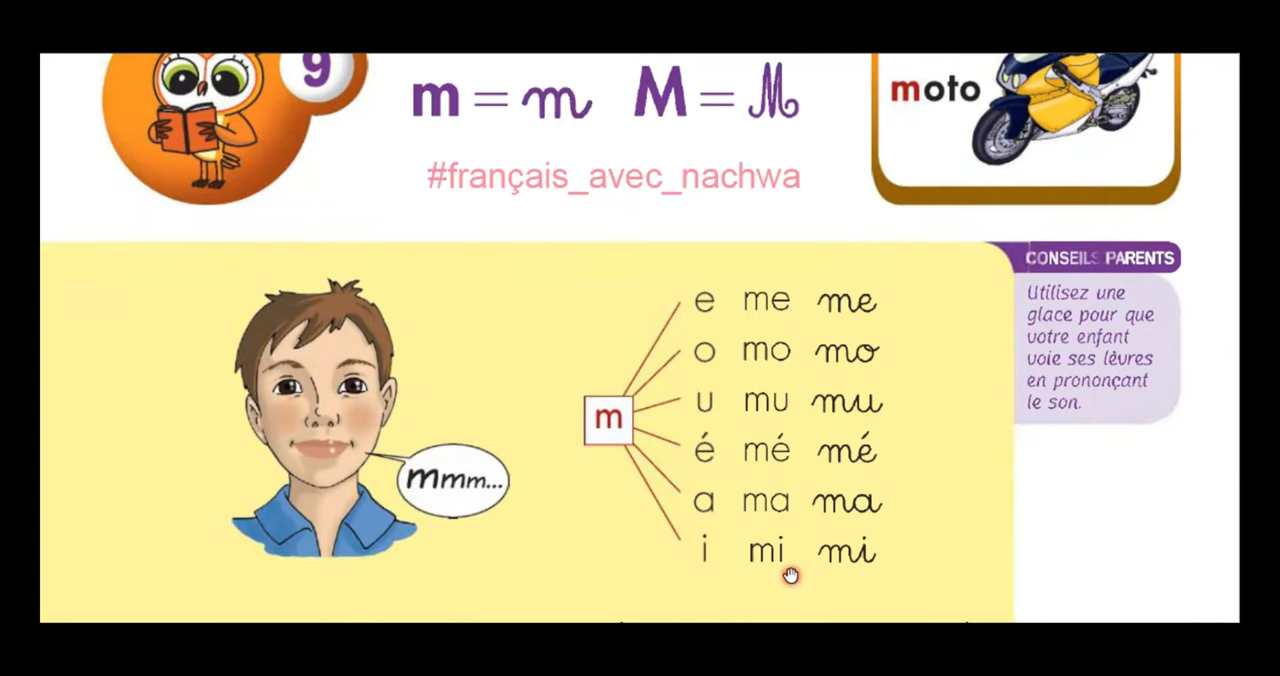 9
m = m M = M
moto
#français_avec_nachwa
CONSEILS PARENTS
Utilisez une
glace pour que
votre enfant
voie ses lèvres
en prononçant
le son.
mmm...
m
e me me
o mo mo
u mu mu
é mé mé
a ma ma
i mi mi